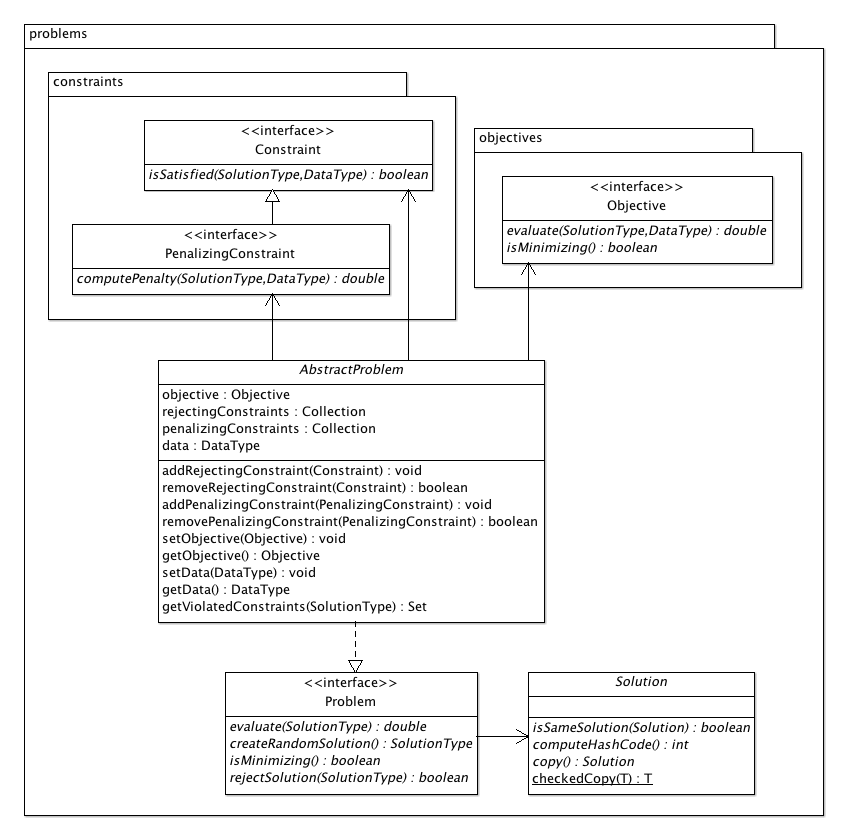 problems
constraints
<<interface>>
Constraint
isSatisfied(SolutionType,DataType) : boolean
<<interface>>
PenalizingConstraint
computePenalty(SolutionType,DataType) : double
objectives
<<interface>>
Objective
evaluate(SolutionType,DataType) : double
isMinimizing() : boolean
AbstractProblem
objective : Objective
rejectingConstraints : Collection
penalizingConstraints : Collection
data : DataType
addRejectingConstraint(Constraint) : void
removeRejectingConstraint(Constraint) : boolean
addPenalizingConstraint(PenalizingConstraint) : void
removePenalizingConstraint(PenalizingConstraint) : boolean
setObjective(Objective) : void
getObjective() : Objective
setData(DataType) : void
getData() : DataType
getViolatedConstraints(SolutionType) : Set
<<interface>>
Problem
evaluate(SolutionType) : double
createRandomSolution() : SolutionType
isMinimizing() : boolean
rejectSolution(SolutionType) : boolean
Solution
isSameSolution(Solution) : boolean
computeHashCode() : int
copy() : Solution
checkedCopy(T) : T